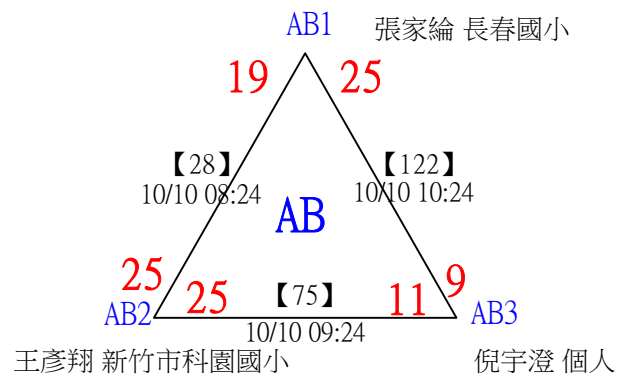 AB1
張家綸 長春國小
19
25
【28】
10/10 08:24
【122】
10/10 10:24
AB
25
25
【75】
11
9
AB2
AB3
10/10 09:24
王彥翔 新竹市科園國小
倪宇澄 個人